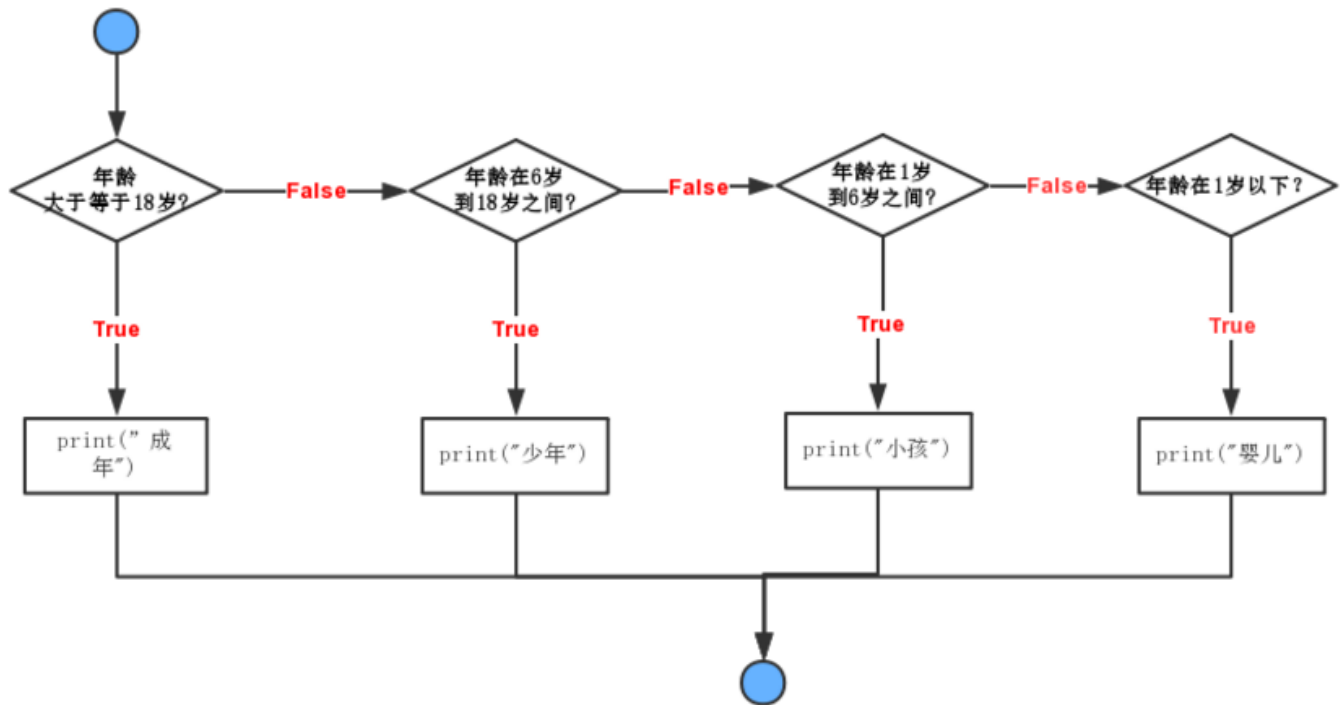 年龄
大于等于18岁?
False
年龄在6岁
到18岁之间?
False
年龄在1岁
到6岁之间?
False
年龄在1岁以下?
True
True
True
True
print(”成
年")
print("少年")
print("小孩")
print("婴儿")